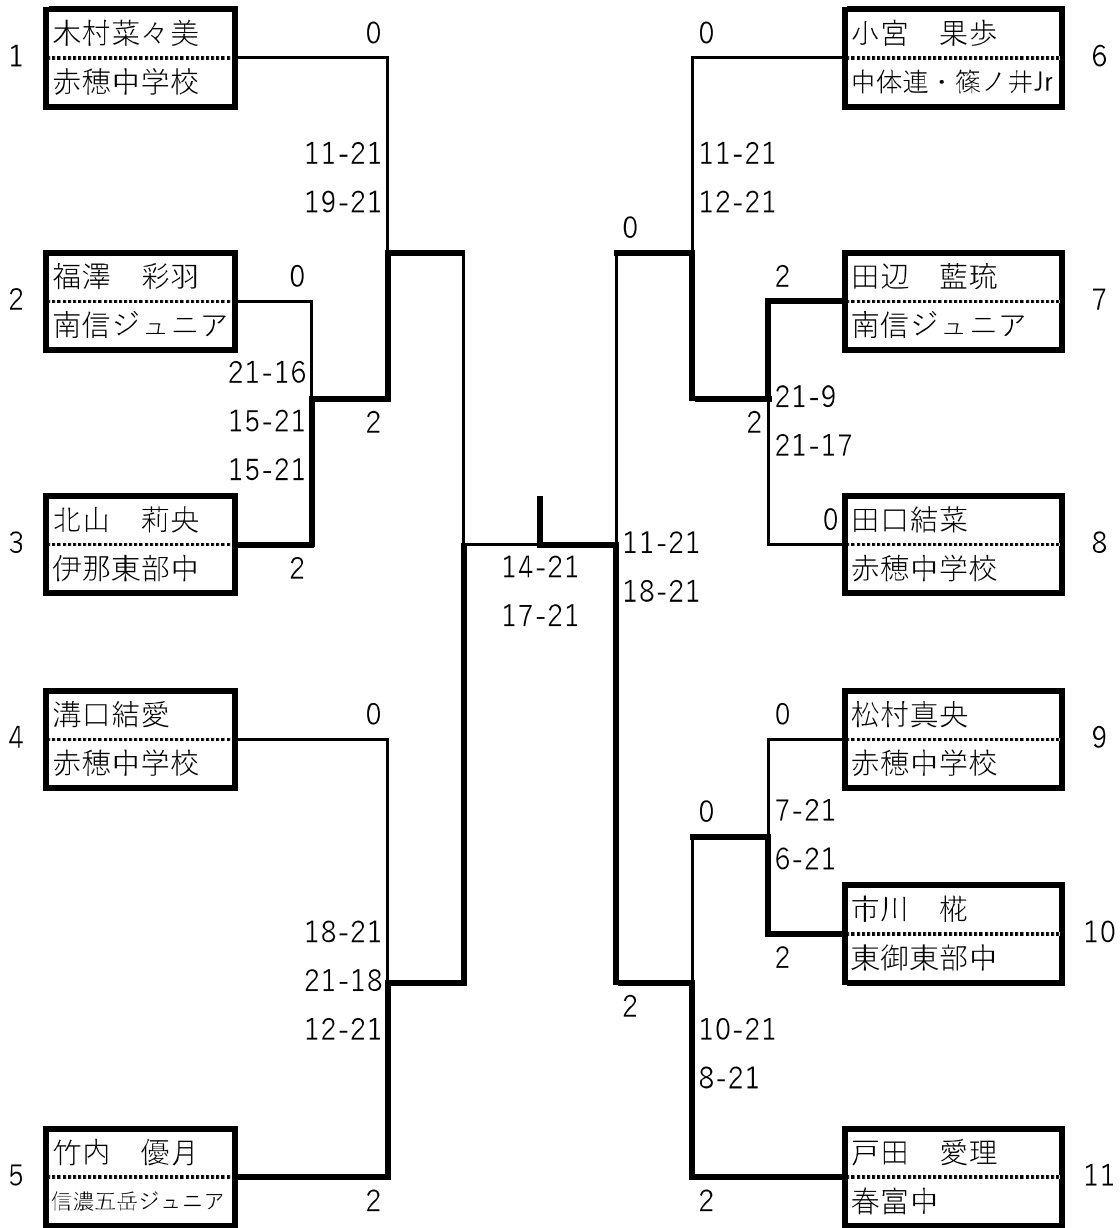 1
木村菜々美
赤穂中学校
0
11-21
19-21
2
福澤　彩羽
南信ジュニア
0
21-16
15-21
15-21
2
3
北山　莉央
伊那東部中
2
4
溝口結愛
赤穂中学校
0
18-21
21-18
12-21
5
竹内　優月
信濃五岳ジュニア
2
14-21
17-21
0
小宮　果歩
中体連・篠ノ井Jr
6
11-21
12-21
0
2
田辺　藍琉
南信ジュニア
7
2
21-9
21-17
0
田口結菜
赤穂中学校
8
11-21
18-21
0
松村真央
赤穂中学校
9
0
7-21
6-21
市川　椛
東御東部中
10
2
2
10-21
8-21
戸田　愛理
春富中
11
2